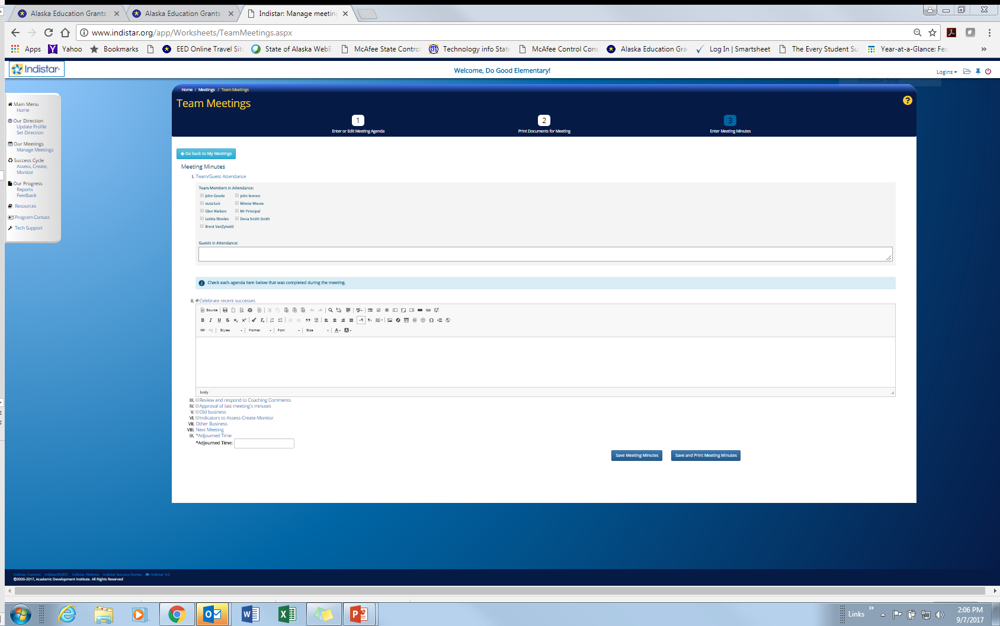 Alaska Education Grants
Alaska Education Grants
Indistar: Manage meeting
www.indistar.org/app/Worksheets/TeamMeetings.aspx
Apps Yahoo Bookmarks EED Online Travel Site State of Alaska WebE McAfee State Control Technology info State McAfee Control Cons Alaska Education Gra Log In | Smartsheet The Every Student Su Year-at-a-Glance: Fec »
Indistar
Welcome, Do Good Elementary!
Logins
Window Snip
Main Menu
Home
Our Direction
Update Profile
Set Direction
Our Meetings
Manage Meetings
Success Cycle
Assess, Create,
Monitor
Our Progress
Reports
Feedback
Resources
Program Contact
Tech Support
Home / Meetings / Team Meetings
Team Meetings
?
1 2 3
Enter or Edit Meeting Agenda Print Documents for Meeting Enter Meeting Minutes
Go back to My Meetings
Meeting Minutes
I. Team/Guest Attendance
Team Members in Attendance:
John Goode john lennon
outa luck Minnie Mouse
Glen Nielson Mr Principal
Letitia Rhodes Dena Smith Smith
Brent VanZytveld
Guests in Attendance:
Check each agenda item below that was completed during the meeting.
II. Celebrate recent successes
Source
B I U S
Styles Format Font Size A A
body
III. Review and respond to Coaching Comments
IV. Approval of last meeting's minutes
V. Old business
VI. Indicators to Assess-Create-Monitor
VII. Other Business
VIII. Next Meeting
IX. *Adjourned Time
*Adjourned Time:
Save Meeting Minutes Save and Print Meeting Minutes
Indistar Connect IndistarBURST Indistar Website Indistar Success Stories Indistar 3.0
©2000-2017, Academic Development Institute. All Rights Reserved
Links »
2:06 PM
9/7/2017